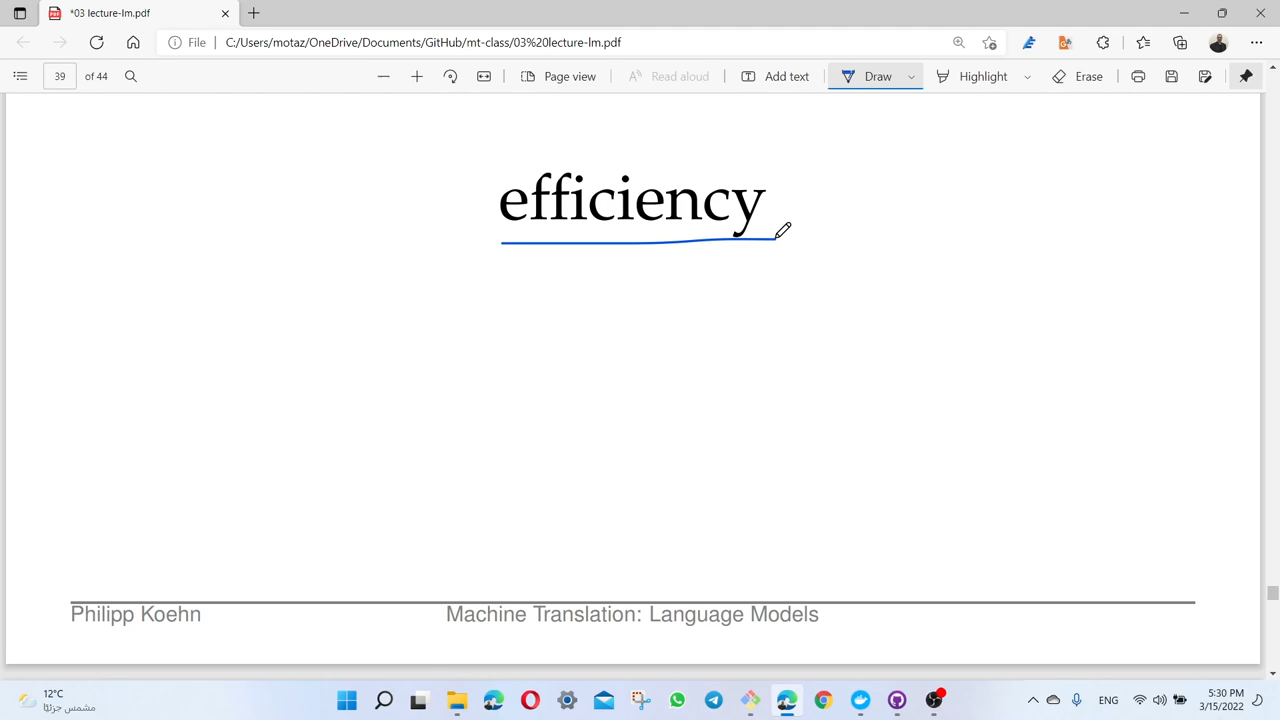 *03 lecture-lm.pdf
File
C:/Users/motaz/OneDrive/Documents/GitHub/mt-class/03%20lecture-lm.pdf
39 of 44
Page view
Read aloud
Add text
Draw
Highlight
Erase
efficiency
Philipp Koehn
Machine Translation: Language Models
12°C
مشمس جزئيًا
ENG
5:30 PM
3/15/2022